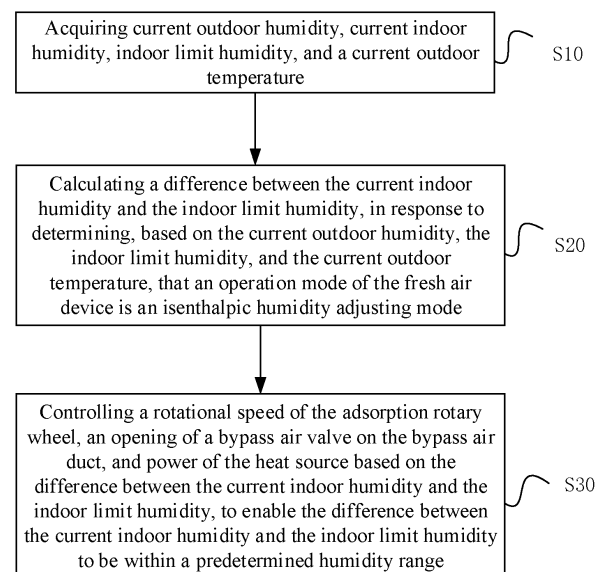 Acquiring current outdoor humidity, current indoor
humidity, indoor limit humidity, and a current outdoor
temperature
S10
Calculating a difference between the current indoor
humidity and the indoor limit humidity, in response to
determining, based on the current outdoor humidity, the
indoor limit humidity, and the current outdoor
temperature, that an operation mode of the fresh air
device is an isenthalpic humidity adjusting mode
S20
Controlling a rotational speed of the adsorption rotary
wheel, an opening of a bypass air valve on the bypass air
duct, and power of the heat source based on the
difference between the current indoor humidity and the
indoor limit humidity, to enable the difference between
the current indoor humidity and the indoor limit humidity
to be within a predetermined humidity range
S30